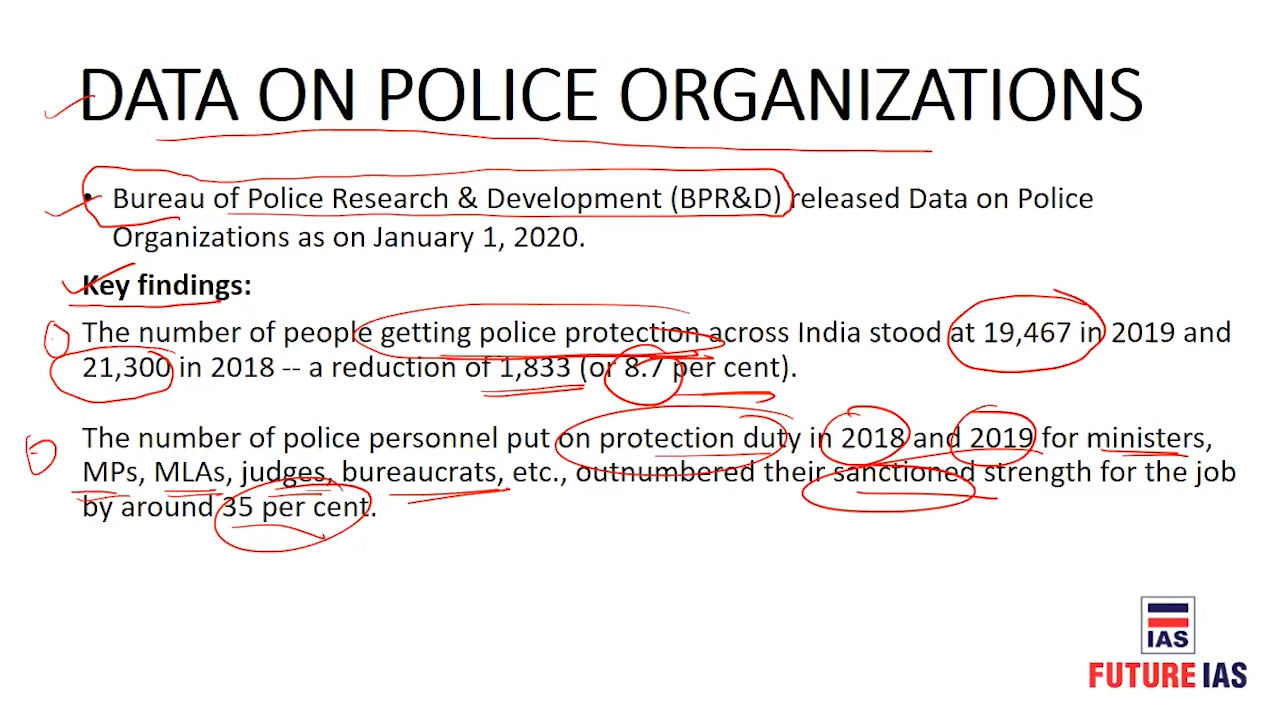 DATA ON POLICE ORGANIZATIONS
• Bureau of Police Research & Development (BPR&D) released Data on Police
Organizations as on January 1, 2020.
Key findings:
The number of people getting police protection across India stood at 19,467 in 2019 and
21,300 in 2018 -- a reduction of 1,833 (or 8.7 per cent).
The number of police personnel put on protection duty in 2018 and 2019 for ministers,
MPs, MLAs, judges, bureaucrats, etc., outnumbered their sanctioned strength for the job
by around 35 per cent.
IAS
FUTURE IAS